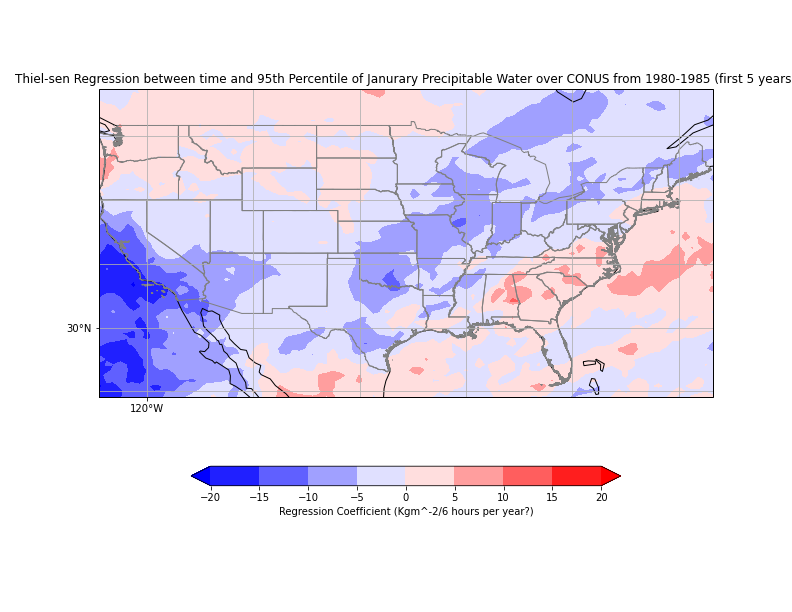 Thiel-sen Regression between time and 95th Percentile of Janurary Precipitable Water over CONUS from 1980-1985 (first 5 years
30°N
120°W
−20 −15 −10 −5 0 5 10 15 20
Regression Coefficient (Kgm^-2/6 hours per year?)